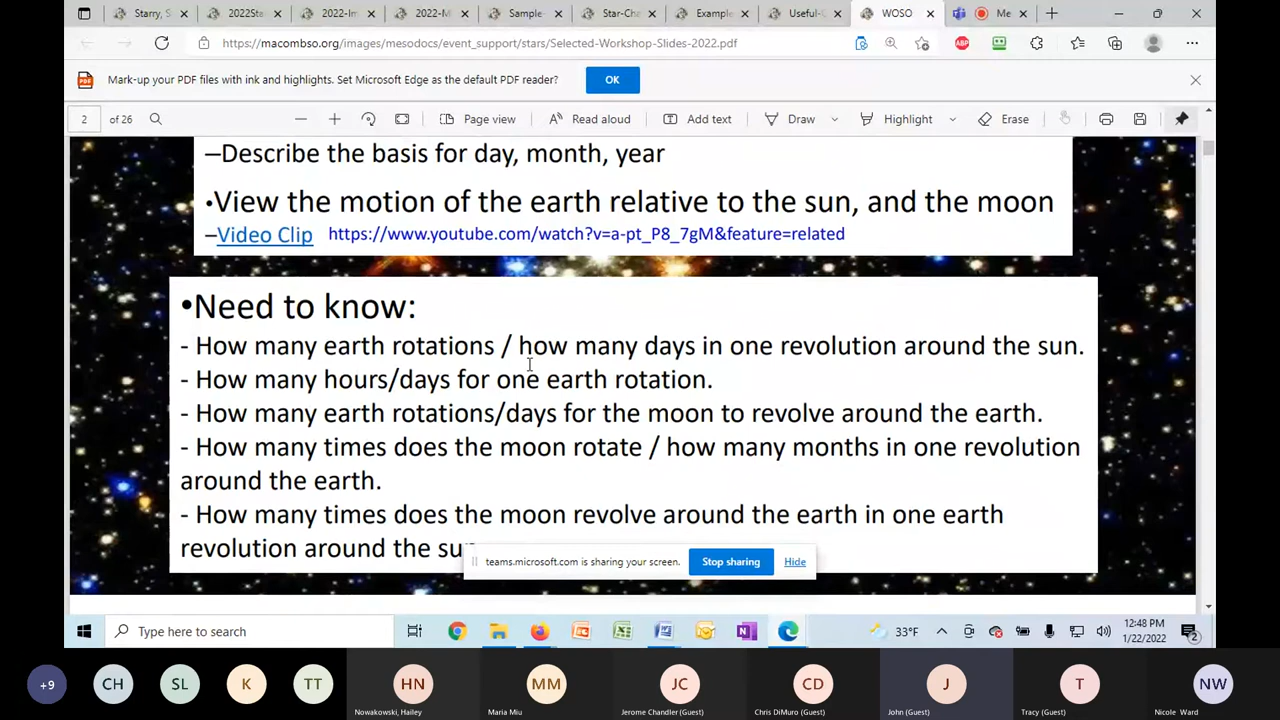 Starry, S
2022Sta
2022-Im
2022-M
Sample
Star-Cha
Example
Useful-C
WOSO
Me
https://macombso.org/images/mesodocs/event_support/stars/Selected-Workshop-Slides-2022.pdf
ABP
PDF
Mark-up your PDF files with ink and highlights. Set Microsoft Edge as the default PDF reader?
OK
2 of 26
Page view
Read aloud
Add text
Draw
Highlight
Erase
–Describe the basis for day, month, year
•View the motion of the earth relative to the sun, and the moon
–Video Clip https://www.youtube.com/watch?v=a-pt_P8_7gM&feature=related
•Need to know:
- How many earth rotations / how many days in one revolution around the sun.
- How many hours/days for one earth rotation.
- How many earth rotations/days for the moon to revolve around the earth.
- How many times does the moon rotate / how many months in one revolution
around the earth.
- How many times does the moon revolve around the earth in one earth
revolution around the su
teams.microsoft.com is sharing your screen.
Stop sharing
Hide
Type here to search
33°F
12:48 PM
1/22/2022
2
+9
CH
SL
K
TT
HN
MM
JC
CD
J
T
NW
Nowakowski, Hailey
Maria Miu
Jerome Chandler (Guest)
Chris DiMuro (Guest)
John (Guest)
Tracy (Guest)
Nicole Ward